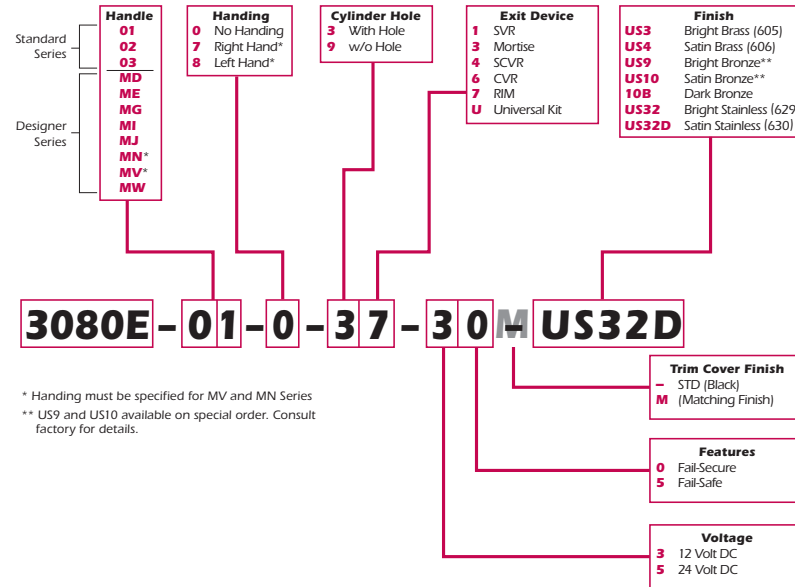 Handle
01
02
03
MD
ME
MG
MI
MJ
MN*
MV*
MW
Standard
Series
Designer
Series
Handing
0 No Handing
7 Right Hand*
8 Left Hand*
Cylinder Hole
3 With Hole
9 w/o Hole
Exit Device
1 SVR
3 Mortise
4 SCVR
6 CVR
7 RIM
U Universal Kit
Finish
US3 Bright Brass (605)
US4 Satin Brass (606)
US9 Bright Bronze**
US10 Satin Bronze**
10B Dark Bronze
US32 Bright Stainless (629
US32D Satin Stainless (630)
3080E-01-0-37-30M-US32D
* Handing must be specified for MV and MN Series
** US9 and US10 available on special order. Consult
factory for details.
Trim Cover Finish
– STD (Black)
M (Matching Finish)
Features
0 Fail-Secure
5 Fail-Safe
Voltage
3 12 Volt DC
5 24 Volt DC